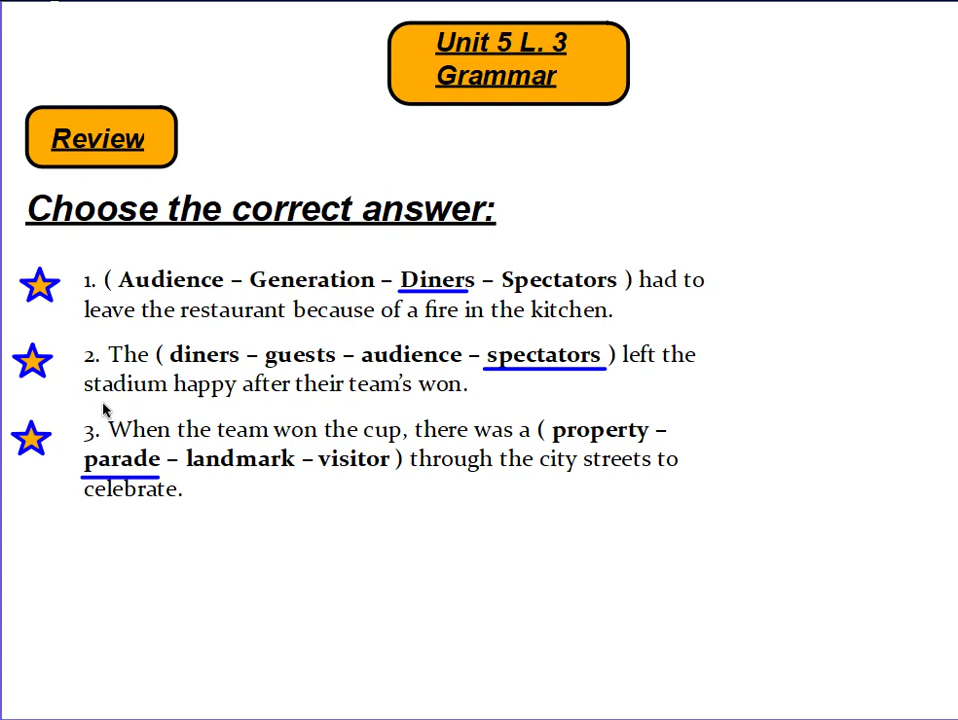 Unit 5 L. 3
Grammar
Review
Choose the correct answer:
1. ( Audience – Generation – Diners – Spectators ) had to
leave the restaurant because of a fire in the kitchen.
2. The ( diners – guests – audience – spectators ) left the
stadium happy after their team's won.
3. When the team won the cup, there was a ( property –
parade – landmark – visitor ) through the city streets to
celebrate.